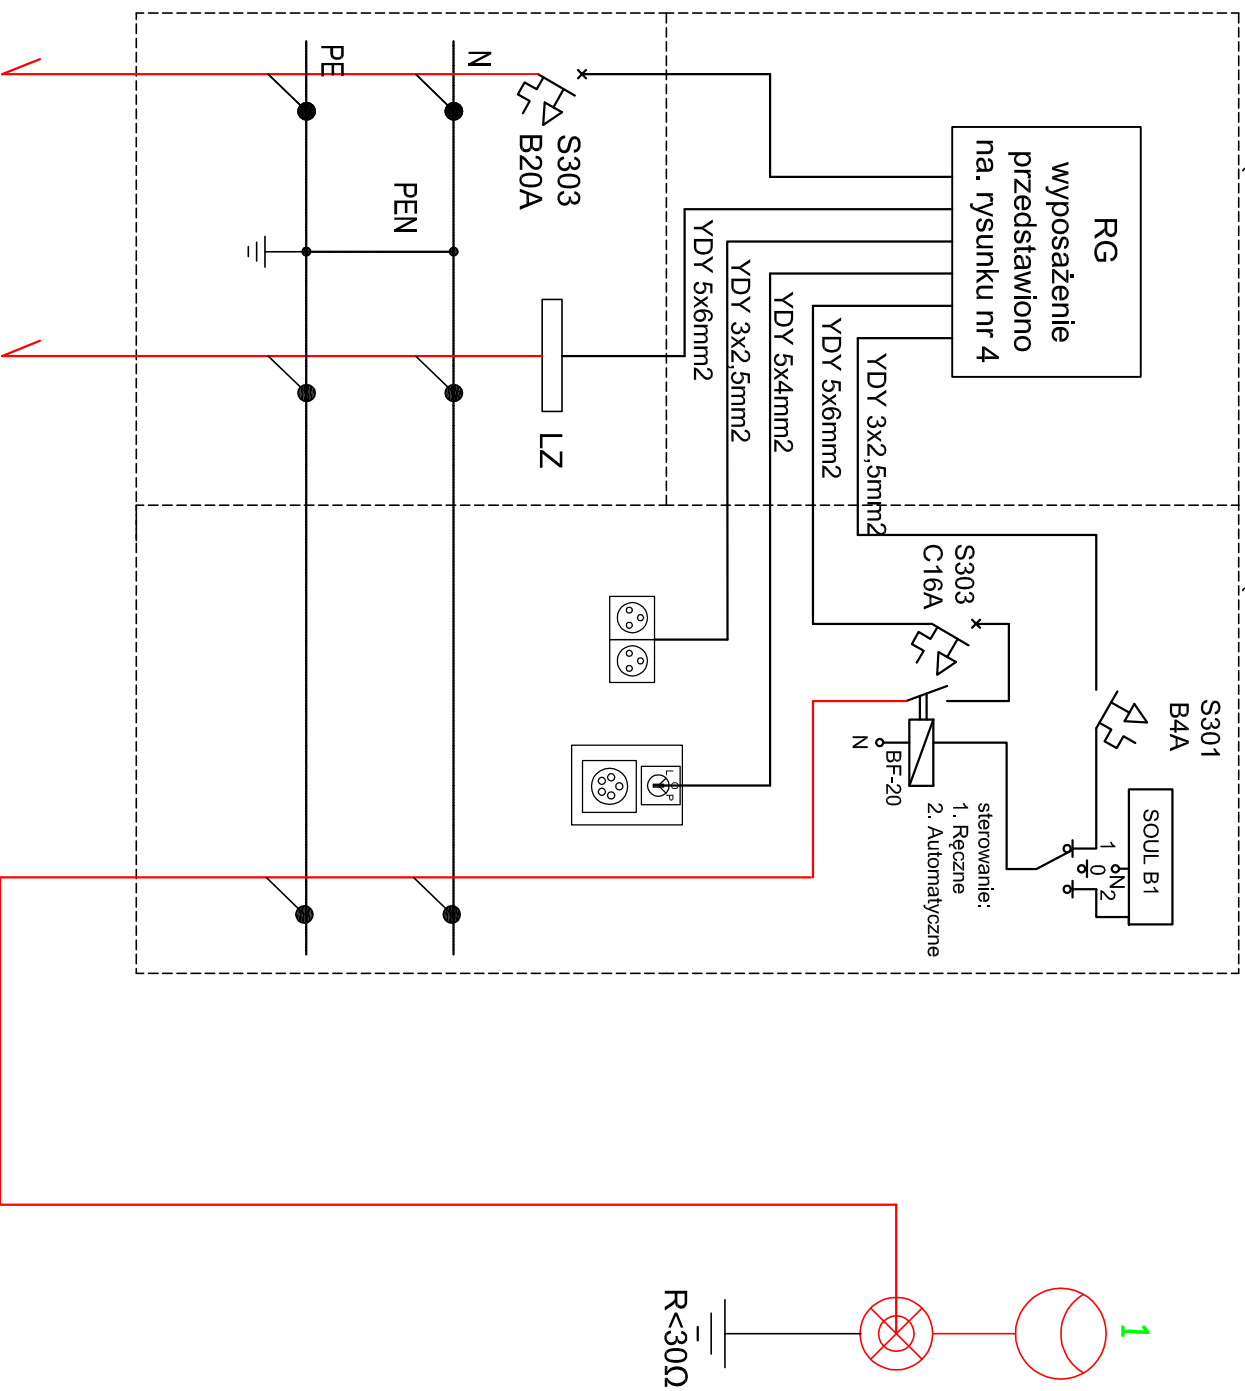 RG
wyposażenie
przedstawiono
na. rysunku nr 4
PE
N
S303
B20A
PEN
LZ
YDY 5x6mm2
YDY 3x2,5mm2
YDY 5x4mm2
YDY 5x6mm2
YDY 3x2,5mm2
S303
C16A
S301
B4A
SOUL B1
1
0
N
2
N
BF-20
sterowanie:
1. Ręczne
2. Automatyczne
L
O
P
1
R<30Ω